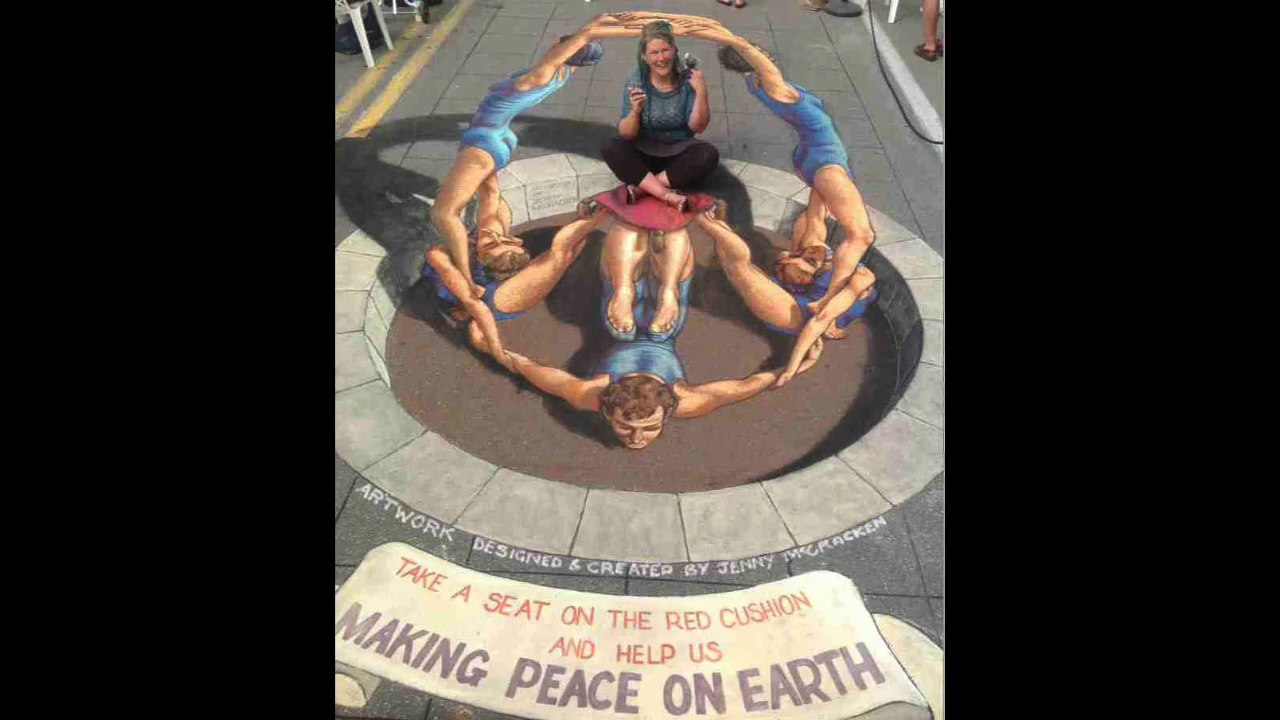 ARTWORK DESIGNED & CREATED BY JENNY McCRACKEN
TAKE A SEAT ON THE RED CUSHION
AND HELP US
MAKING PEACE ON EARTH